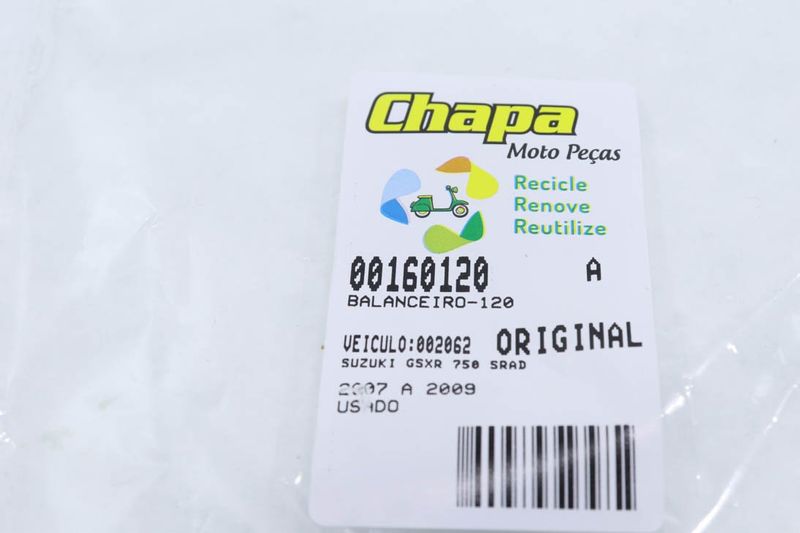 Chapa
Moto Peças
Recicle
Renove
Reutilize
00160120 A
BALANCEIRO-120
VEICULO:002062 ORIGINAL
SUZUKI GSXR 750 SRAD
2007 A 2009
USADO